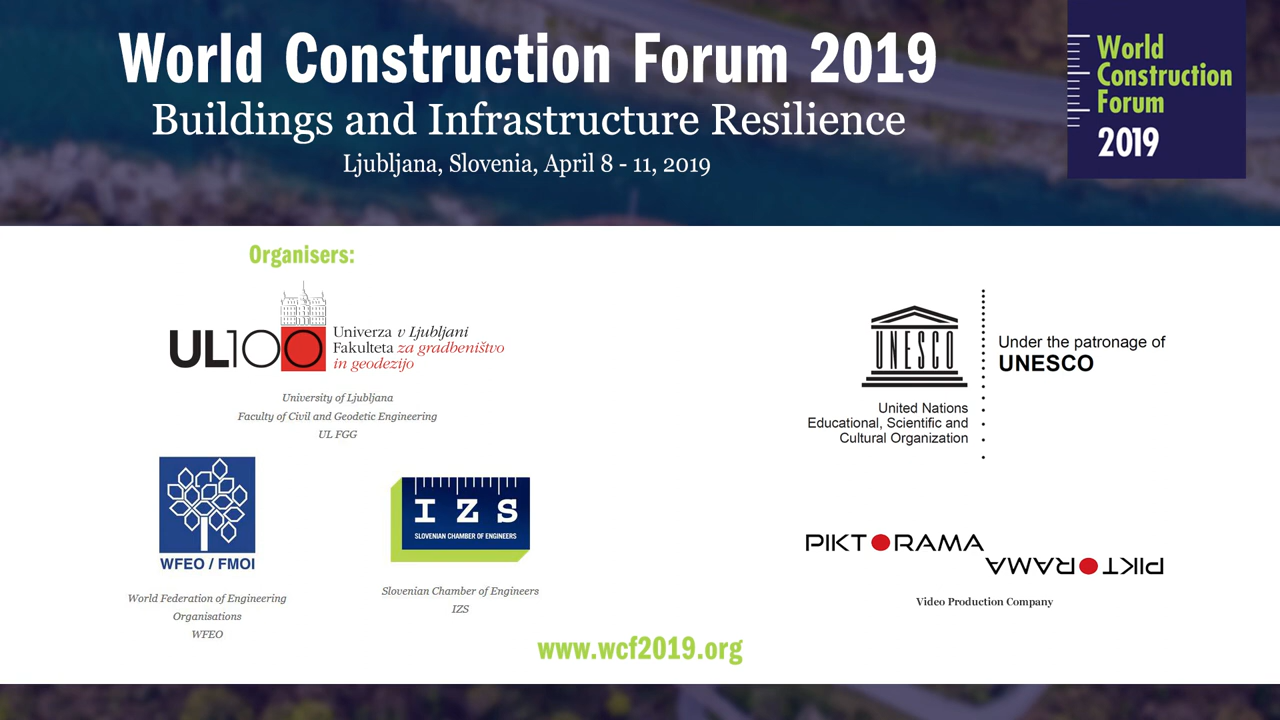 World Construction Forum 2019
Buildings and Infrastructure Resilience
Ljubljana, Slovenia, April 8 - 11, 2019
World
Construction
Forum
2019
Organisers:
UL100
Univerza v Ljubljani
Fakulteta za gradbeništvo
in geodezijo
University of Ljubljana
Faculty of Civil and Geodetic Engineering
UL FGG
WFEO / FMOI
World Federation of Engineering
Organisations
WFEO
IZS
SLOVENIAN CHAMBER OF ENGINEERS
Slovenian Chamber of Engineers
IZS
UNESCO
United Nations
Educational, Scientific and
Cultural Organization
Under the patronage of
UNESCO
PIKTORAMA
PIKTORAMA
Video Production Company
www.wcf2019.org